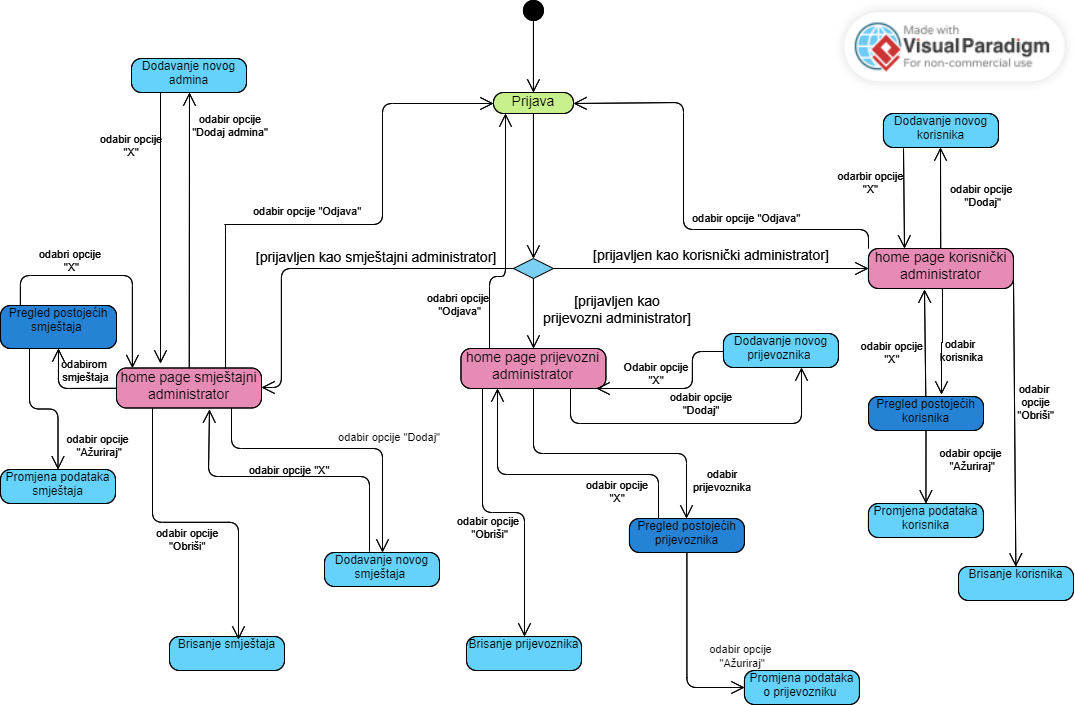 Made with
VisualParadigm
For non-commercial use
Prijava
Dodavanje novog
admina
odabir opcije
"X"
odabir opcije
"Dodaj admina"
Dodavanje novog
korisnika
odarbir opcije
"X"
odabir opcije
"Dodaj"
odabir opcije "Odjava"
odabir opcije "Odjava"
odabri opcije
"X"
[prijavljen kao smještajni administrator]
[prijavljen kao korisnički administrator]
home page korisnički
administrator
odabri opcije
"Odjava"
[prijavljen kao
prijevozni administrator]
Pregled postojećih
smještaja
odabirom
smještaja
home page smještajni
administrator
home page prijevozni
administrator
Dodavanje novog
prijevoznika
Odabir opcije
"X"
odabir opcije
"Dodaj"
odabir opcije
"X"
odabir
korisnika
odabir
opcije
"Obriši"
Pregled postojećih
korisnika
odabir opcije
"Ažuriraj"
odabir opcije "Dodaj"
odabir opcije "X"
Promjena podataka
smještaja
odabir opcije
"X"
odabir
prijevoznika
odabir opcije
"Ažuriraj"
Promjena podataka
korisnika
odabir opcije
"Obriši"
odabir opcije
"Obriši"
Pregled postojećih
prijevoznika
Dodavanje novog
smještaja
Brisanje korisnika
Brisanje smještaja
Brisanje prijevoznika
odabir opcije
"Ažuriraj"
Promjena podataka
o prijevozniku